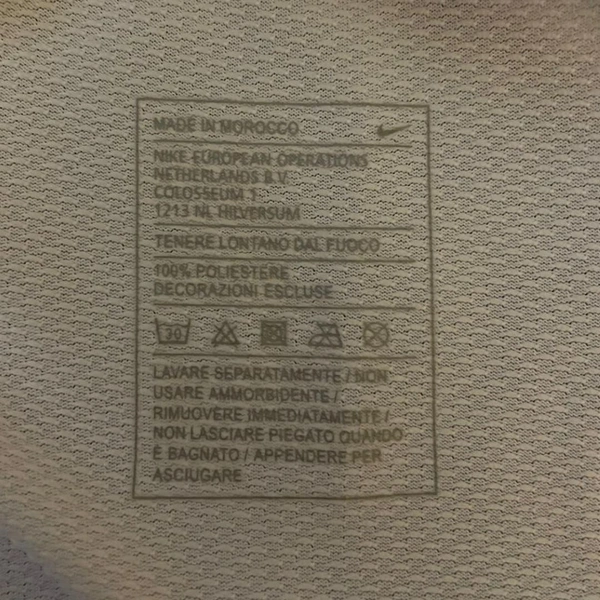 MADE IN MOROCCO
NIKE EUROPEAN OPERATIONS
NETHERLANDS B.V.
COLOSSEUM 1
1213 NL HILVERSUM
TENERE LONTANO DAL FUOCO
100% POLIESTERE
DECORAZIONI ESCLUSE
30
LAVARE SEPARATAMENTE / NON
USARE AMMORBIDENTE /
RIMUOVERE IMMEDIATAMENTE /
NON LASCIARE PIEGATO QUANDO
È BAGNATO / APPENDERE PER
ASCIUGARE